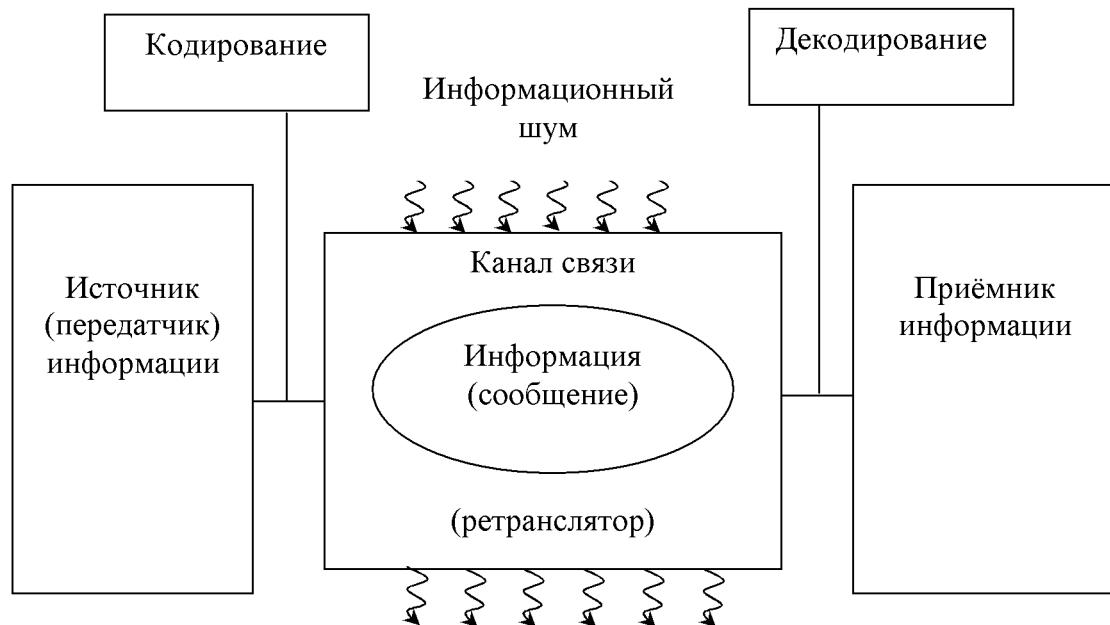 Кодирование
Декодирование
Информационный
шум
Источник
(передатчик)
информации
Канал связи
Информация
(сообщение)
(ретранслятор)
Приёмник
информации